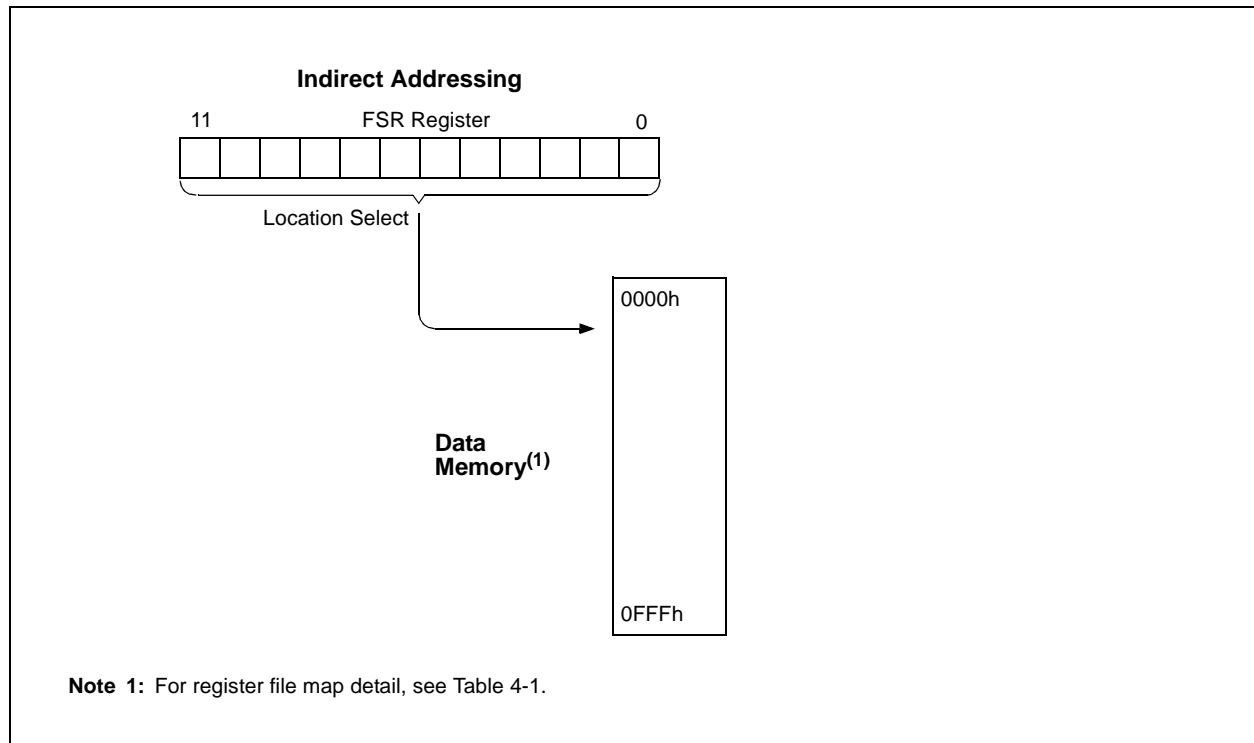 Indirect Addressing
11 FSR Register 0
Location Select
0000h
Data
Memory(1)
0FFFh
Note 1: For register file map detail, see Table 4-1.